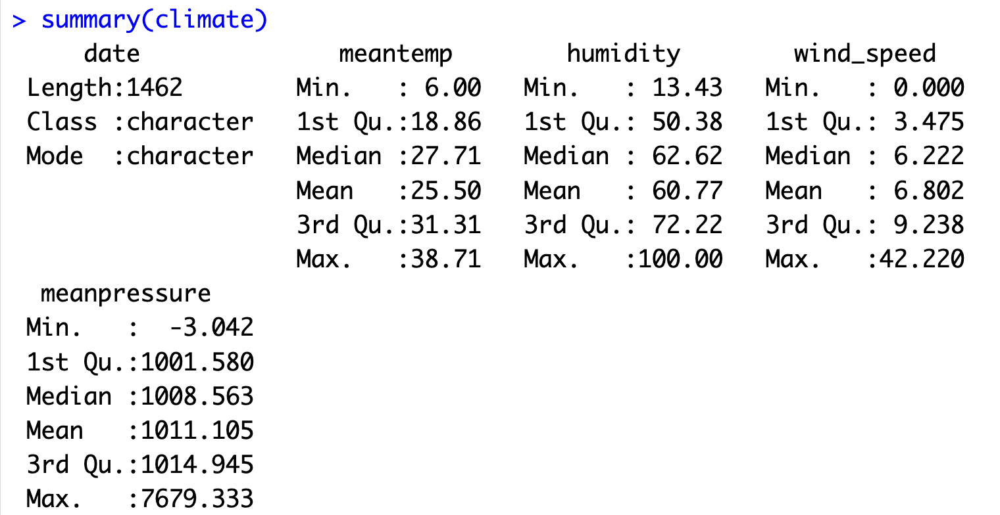 > summary(climate)
     date             meantemp        humidity        wind_speed
 Length:1462        Min.   : 6.00   Min.   : 13.43   Min.   : 0.000
 Class :character   1st Qu.:18.86   1st Qu.: 50.38   1st Qu.: 3.475
 Mode  :character   Median :27.71   Median : 62.62   Median : 6.222
                    Mean   :25.50   Mean   : 60.77   Mean   : 6.802
                    3rd Qu.:31.31   3rd Qu.: 72.22   3rd Qu.: 9.238
                    Max.   :38.71   Max.   :100.00   Max.   :42.220
  meanpressure
 Min.   :  -3.042
 1st Qu.:1001.580
 Median :1008.563
 Mean   :1011.105
 3rd Qu.:1014.945
 Max.   :7679.333